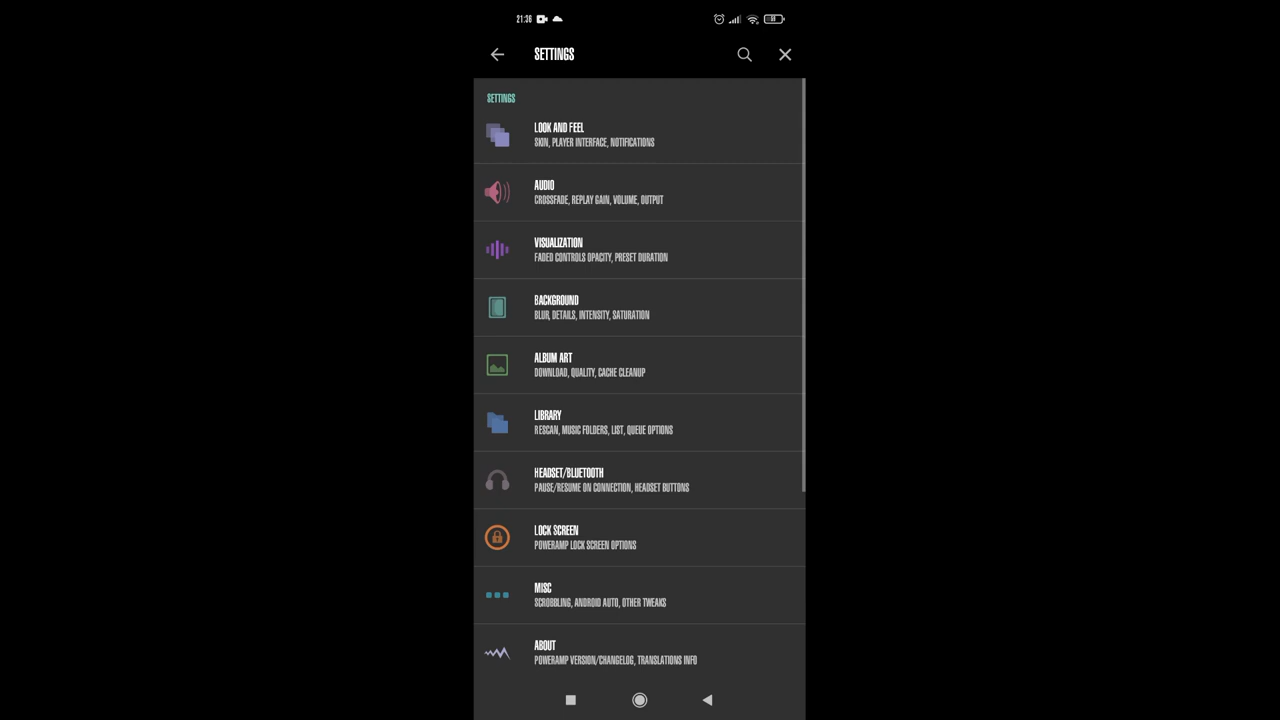 21:36
SETTINGS
SETTINGS
LOOK AND FEEL
SKIN, PLAYER INTERFACE, NOTIFICATIONS
AUDIO
CROSSFADE, REPLAY GAIN, VOLUME, OUTPUT
VISUALIZATION
FADED CONTROLS OPACITY, PRESET DURATION
BACKGROUND
BLUR, DETAILS, INTENSITY, SATURATION
ALBUM ART
DOWNLOAD, QUALITY, CACHE CLEANUP
LIBRARY
RESCAN, MUSIC FOLDERS, LIST, QUEUE OPTIONS
HEADSET/BLUETOOTH
PAUSE/RESUME ON CONNECTION, HEADSET BUTTONS
LOCK SCREEN
POWERAMP LOCK SCREEN OPTIONS
MISC
SCROBBLING, ANDROID AUTO, OTHER TWEAKS
ABOUT
POWERAMP VERSION/CHANGELOG, TRANSLATIONS INFO